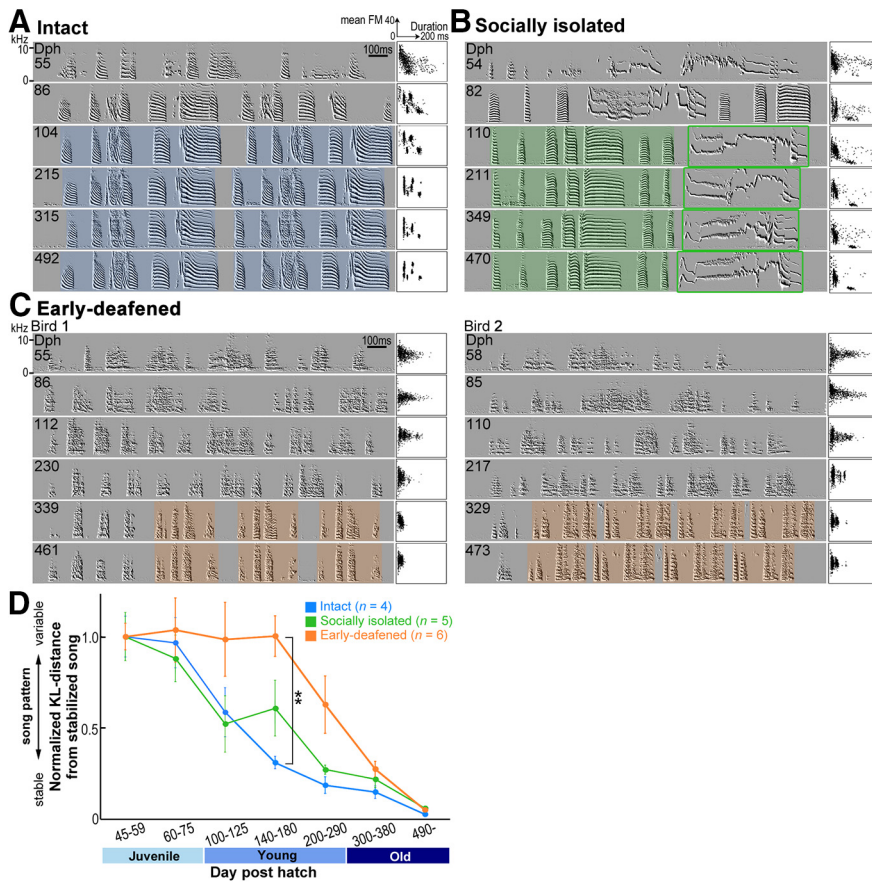 A Intact
mean FM 40
0
Duration
200 ms
kHz
10
0
Dph
100ms
55
86
104
215
315
492
B Socially isolated
Dph
54
82
110
211
349
470
C Early-deafened
kHz Bird 1
10
0
Dph
100ms
55
86
112
230
339
461
Bird 2
Dph
58
85
110
217
329
473
D
Intact (n = 4)
Socially isolated (n = 5)
Early-deafened (n = 6)
**
variable
song pattern
stable
Normalized KL-distance
from stabilized song
1.0
0.5
0
45-59 60-75 100-125 140-180 200-290 300-380 490-
Juvenile Young Old
Day post hatch